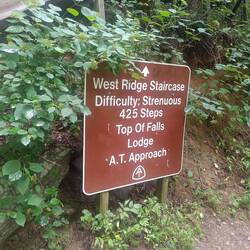 West Ridge Staircase
Difficulty: Strenuous
425 Steps
Top Of Falls
Lodge
A.T. Approach